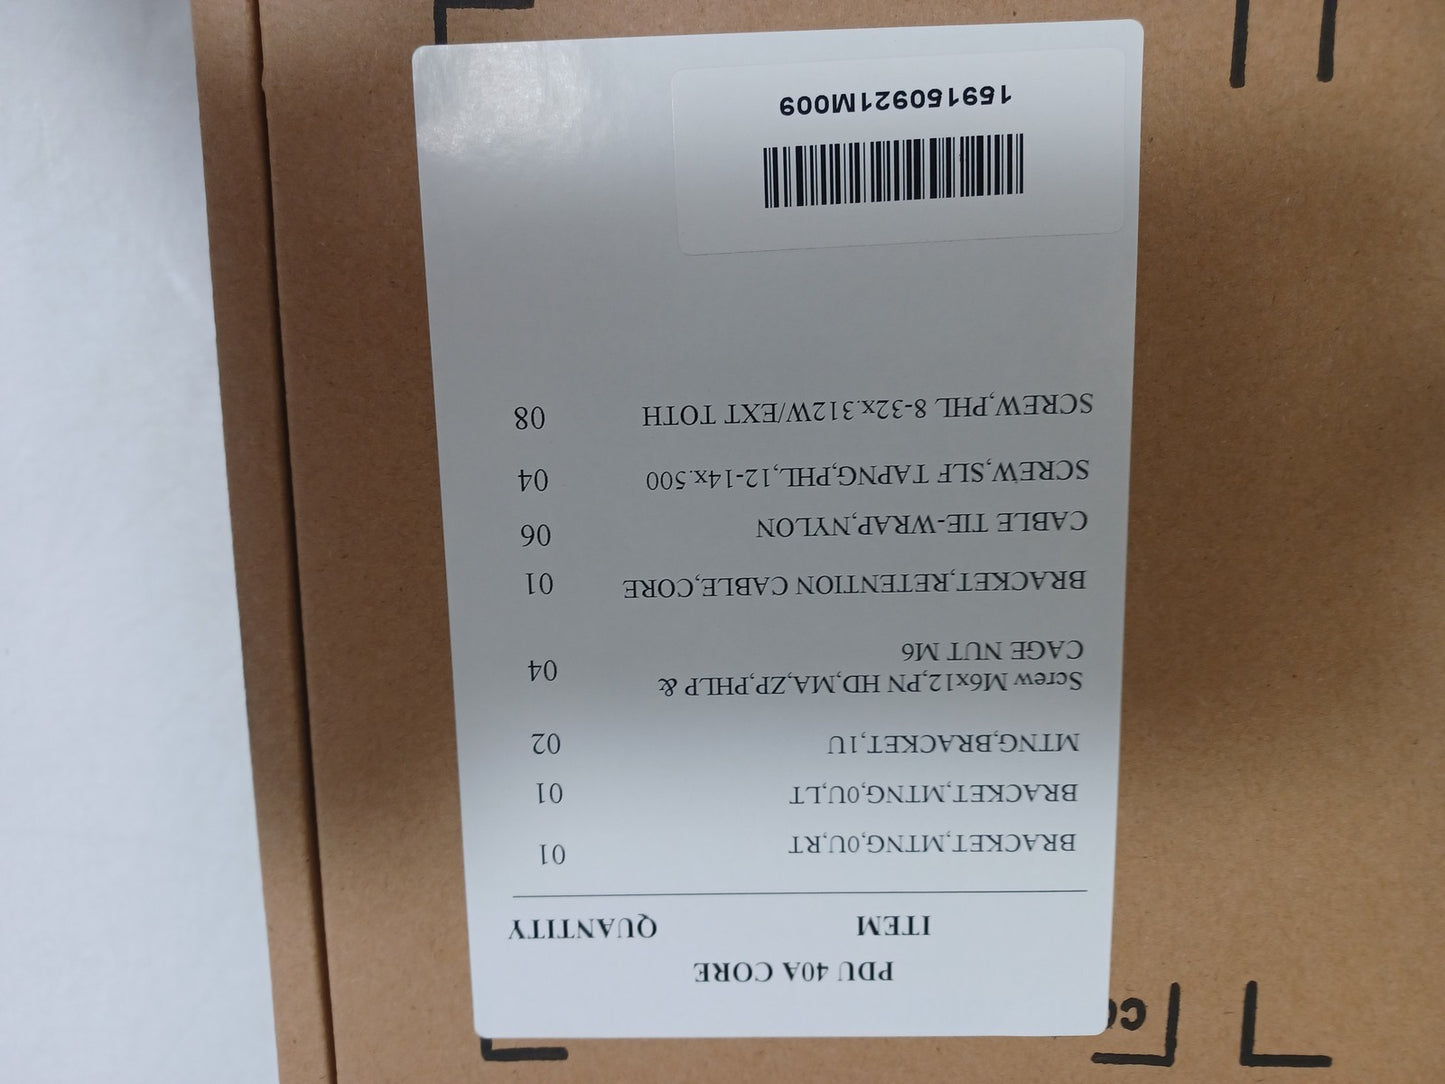 PDU 40A CORE
ITEM QUANTITY
BRACKET,MTNG,0U,RT 01
BRACKET,MTNG,0U,LT 01
MTNG,BRACKET,1U 02
Screw M6x12,PN HD,MA,ZP,PHLP &
CAGE NUT M6 04
BRACKET,RETENTION CABLE,CORE 01
CABLE TIE-WRAP,NYLON 06
SCREW,SLF TAPNG,PHL,12-14x.500 04
SCREW,PHL 8-32x.312W/EXT TOTH 08
159150921M009